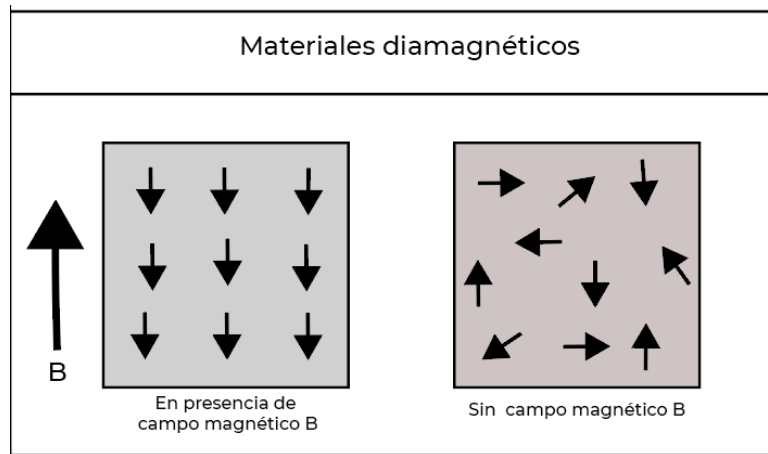 Materiales diamagnéticos
B
En presencia de
campo magnético B
Sin campo magnético B